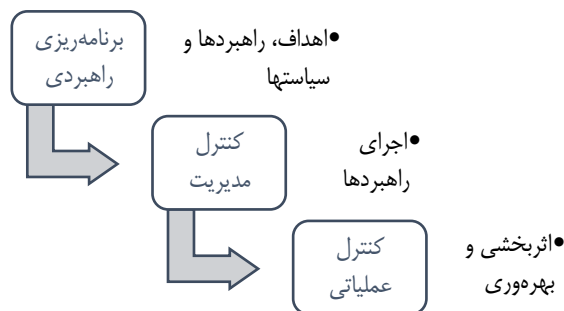 برنامه‌ریزی
راهبردی
•اهداف، راهبردها و
سیاستها
کنترل
مدیریت
•اجرای
راهبردها
کنترل
عملیاتی
•اثربخشی و
بهره‌وری